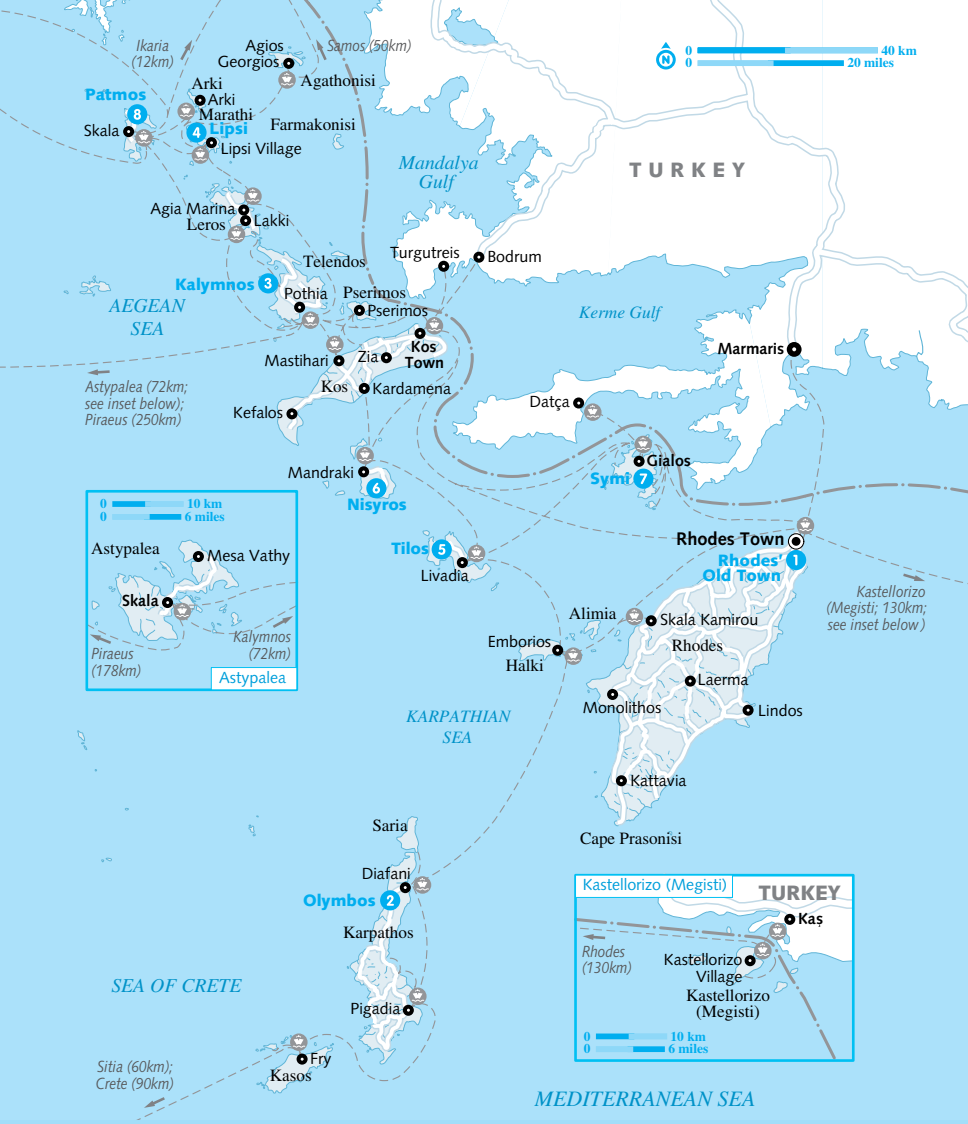 Ikaria
(12km)
Agios
Georgios
Samos (50km)
0 40 km
N
0 20 miles
Agathonisi
Arki
Arki
Patmos
8
Marathi
Skala
4 Lipsi
Farmakonisi
Lipsi Village
Mandalya
Gulf
TURKEY
Agia Marina
Leros
Lakki
Turgutreis
Bodrum
Telendos
Kalymnos 3
Pothia
Pserimos
Pserimos
AEGEAN
SEA
Kerme Gulf
Kos
Town
Marmaris
Mastihari
Zia
Astypalea (72km;
see inset below);
Piraeus (250km)
Kos
Kardamena
Kefalos
Datça
Mandraki
Gialos
Symi 7
6
Nisyros
0 10 km
0 6 miles
Astypalea
Mesa Vathy
Skala
Kalymnos
(72km)
Piraeus
(178km)
Astypalea
Tilos 5
Livadia
Rhodes Town
Rhodes'
Old Town
1
Kastellorizo
(Megisti; 130km;
see inset below)
Alimia
Skala Kamirou
Emborios
Halki
Rhodes
Laerma
Monolithos
Lindos
KARPATHIAN
SEA
Kattavia
Cape Prasonisi
Saria
Diafani
Olymbos 2
Karpathos
Kastellorizo (Megisti)
TURKEY
Kaş
Rhodes
(130km)
Kastellorizo
Village
Kastellorizo
(Megisti)
0 10 km
0 6 miles
SEA OF CRETE
Pigadia
Fry
Kasos
Sitia (60km);
Crete (90km)
MEDITERRANEAN SEA